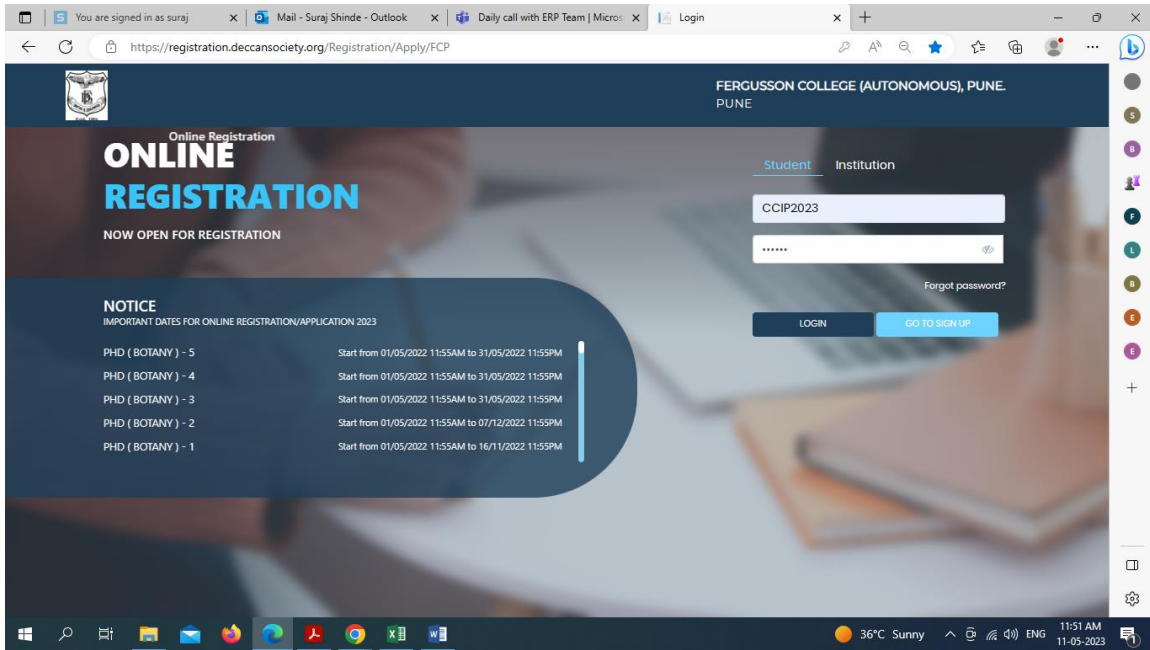 You are signed in as suraj
Mail - Suraj Shinde - Outlook
Daily call with ERP Team | Micros
Login
https://registration.deccansociety.org/Registration/Apply/FCP
FERGUSSON COLLEGE (AUTONOMOUS), PUNE.
PUNE
Online Registration
ONLINE
REGISTRATION
NOW OPEN FOR REGISTRATION
Student Institution
CCIP2023
••••••
Forgot password?
LOGIN GO TO SIGN UP
NOTICE
IMPORTANT DATES FOR ONLINE REGISTRATION/APPLICATION 2023
PHD ( BOTANY ) - 5 Start from 01/05/2022 11:55AM to 31/05/2022 11:55PM
PHD ( BOTANY ) - 4 Start from 01/05/2022 11:55AM to 31/05/2022 11:55PM
PHD ( BOTANY ) - 3 Start from 01/05/2022 11:55AM to 31/05/2022 11:55PM
PHD ( BOTANY ) - 2 Start from 01/05/2022 11:55AM to 07/12/2022 11:55PM
PHD ( BOTANY ) - 1 Start from 01/05/2022 11:55AM to 16/11/2022 11:55PM
S
B
F
L
B
E
E
36°C Sunny
ENG
11:51 AM
11-05-2023